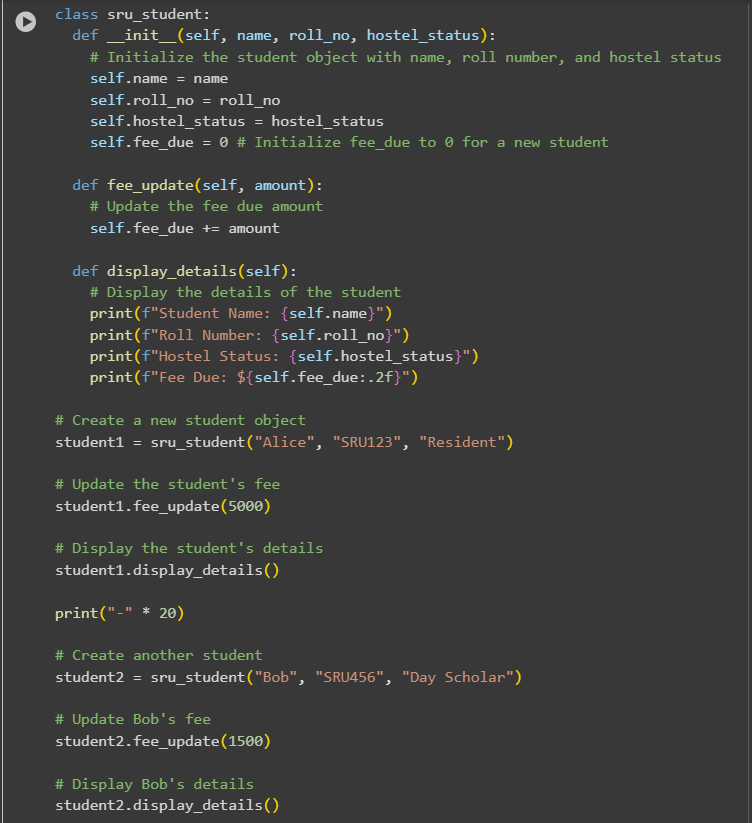 class sru_student:
  def __init__(self, name, roll_no, hostel_status):
    # Initialize the student object with name, roll number, and hostel status
    self.name = name
    self.roll_no = roll_no
    self.hostel_status = hostel_status
    self.fee_due = 0 # Initialize fee_due to 0 for a new student

  def fee_update(self, amount):
    # Update the fee due amount
    self.fee_due += amount

  def display_details(self):
    # Display the details of the student
    print(f"Student Name: {self.name}")
    print(f"Roll Number: {self.roll_no}")
    print(f"Hostel Status: {self.hostel_status}")
    print(f"Fee Due: ${self.fee_due:.2f}")

# Create a new student object
student1 = sru_student("Alice", "SRU123", "Resident")

# Update the student's fee
student1.fee_update(5000)

# Display the student's details
student1.display_details()

print("-" * 20)

# Create another student
student2 = sru_student("Bob", "SRU456", "Day Scholar")

# Update Bob's fee
student2.fee_update(1500)

# Display Bob's details
student2.display_details()